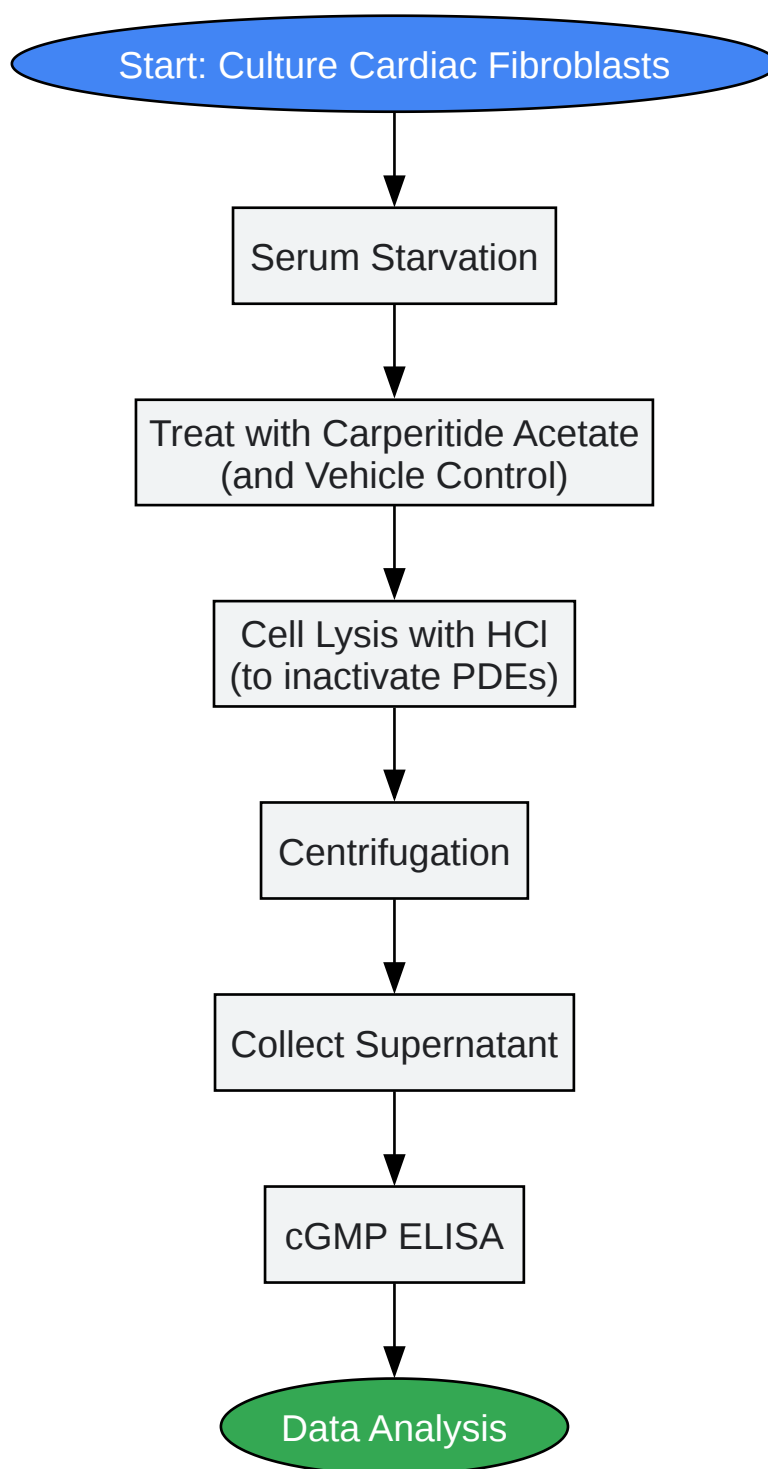 Start: Culture Cardiac Fibroblasts
Serum Starvation
Treat with Carperitide Acetate
(and Vehicle Control)
Cell Lysis with HCl
(to inactivate PDEs)
Centrifugation
Collect Supernatant
cGMP ELISA
Data Analysis